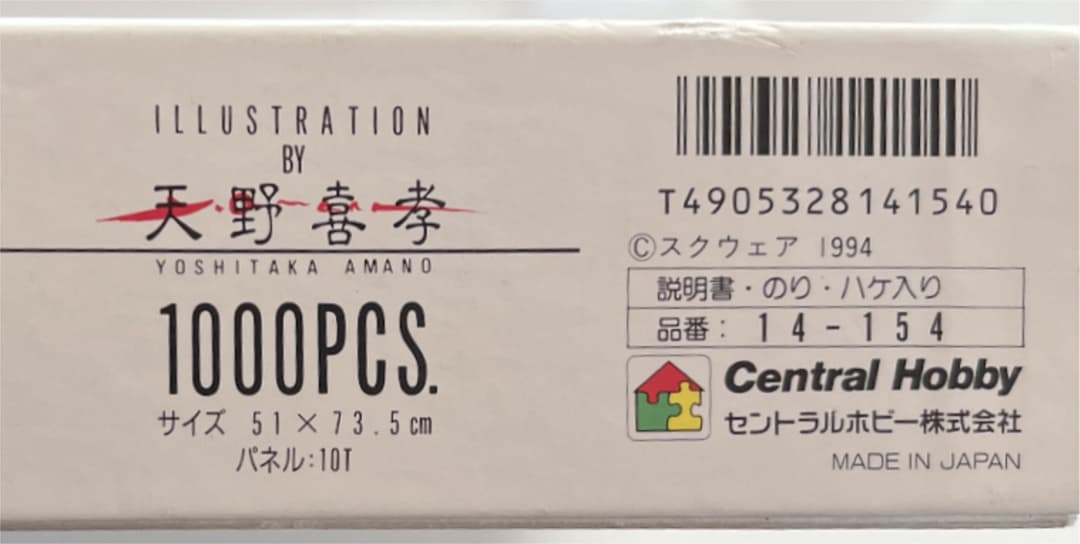 ILLUSTRATION
BY
天野喜孝
YOSHITAKA AMANO
1000PCS.
サイズ 51×73.5cm
パネル:10T
T4905328141540
©スクウェア 1994
説明書・のり・ハケ入り
品番: 14-154
Central Hobby
セントラルホビー株式会社
MADE IN JAPAN